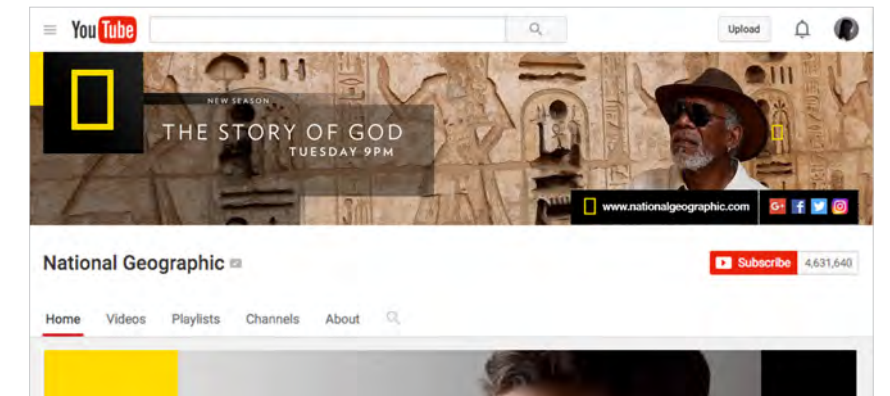 YouTube
Upload
NEW SEASON
THE STORY OF GOD
TUESDAY 9PM
www.nationalgeographic.com G+ f
National Geographic
Subscribe 4,631,640
Home Videos Playlists Channels About